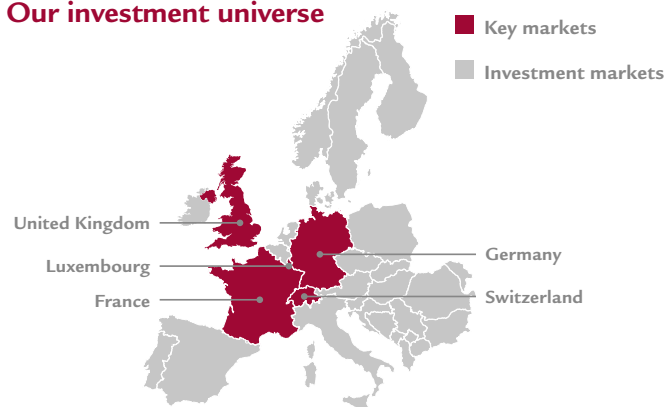 Our investment universe
Key markets
Investment markets
United Kingdom
Luxembourg
France
Germany
Switzerland